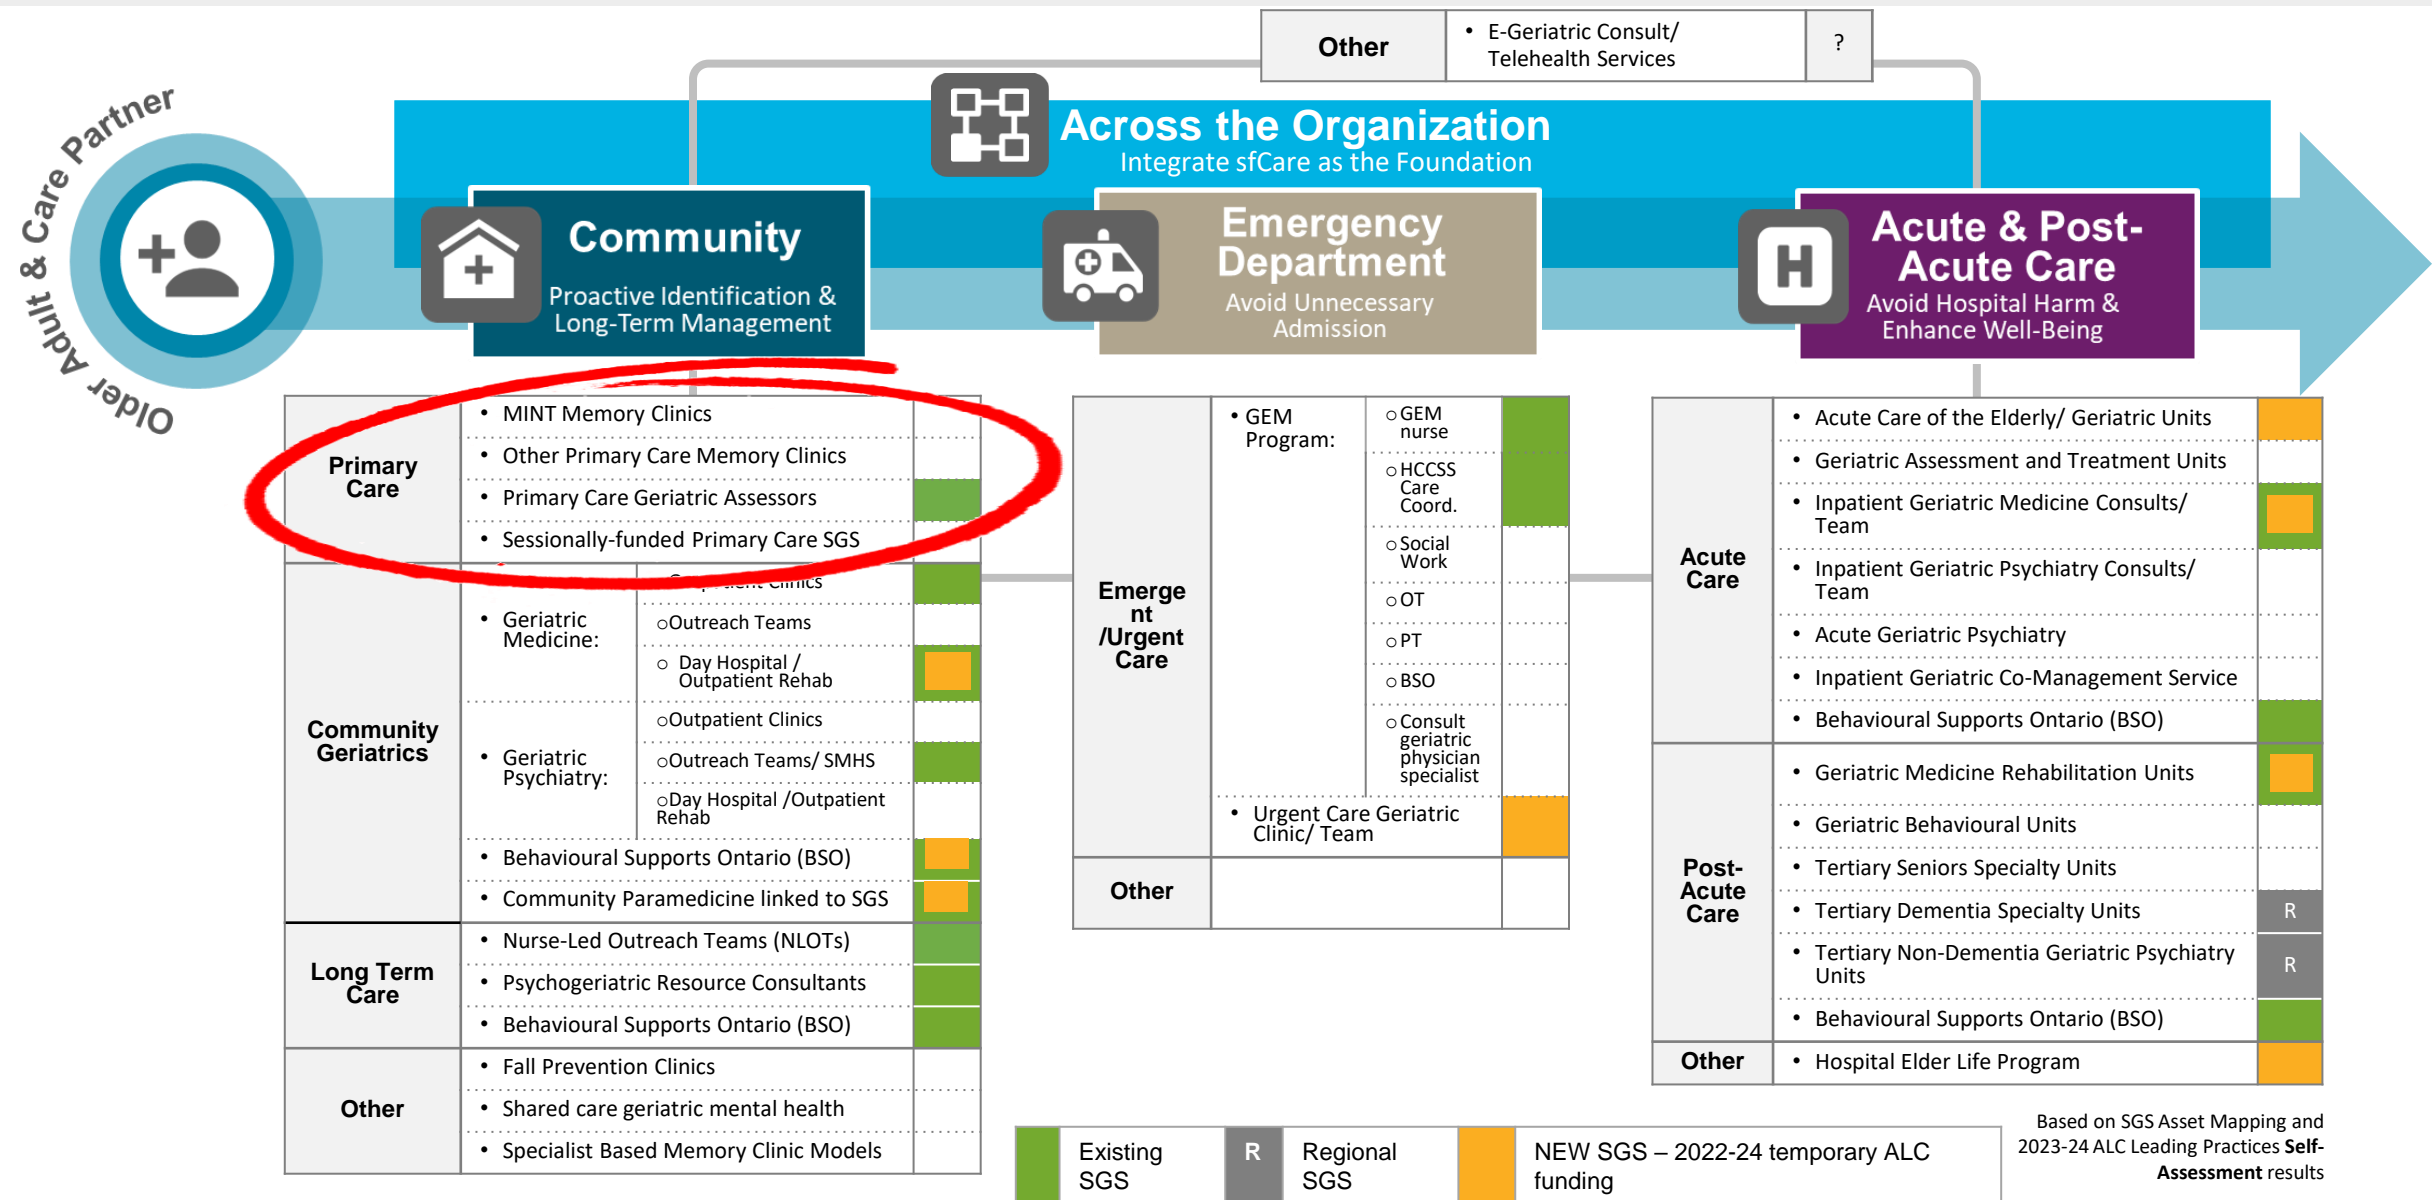 Other
• E-Geriatric Consult/
Telehealth Services
?
Older Adult & Care Partner
Across the Organization
Integrate sfCare as the Foundation
Community
Proactive Identification &
Long-Term Management
Emergency
Department
Avoid Unnecessary
Admission
H
Acute & Post-
Acute Care
Avoid Hospital Harm &
Enhance Well-Being
Primary
Care
• MINT Memory Clinics
• Other Primary Care Memory Clinics
• Primary Care Geriatric Assessors
• Sessionally-funded Primary Care SGS
Community
Geriatrics
• Geriatric
Medicine:
Clinics
oOutreach Teams
o Day Hospital /
Outpatient Rehab
• Geriatric
Psychiatry:
oOutpatient Clinics
oOutreach Teams/ SMHS
oDay Hospital /Outpatient
Rehab
• Behavioural Supports Ontario (BSO)
• Community Paramedicine linked to SGS
Long Term
Care
• Nurse-Led Outreach Teams (NLOTs)
• Psychogeriatric Resource Consultants
• Behavioural Supports Ontario (BSO)
Other
• Fall Prevention Clinics
• Shared care geriatric mental health
• Specialist Based Memory Clinic Models
Emerge
nt
/Urgent
Care
• GEM
Program:
o GEM
nurse
o HCCSS
Care
Coord.
o Social
Work
o OT
o PT
o BSO
o Consult
geriatric
physician
specialist
• Urgent Care Geriatric
Clinic/ Team
Other
Acute
Care
• Acute Care of the Elderly/ Geriatric Units
• Geriatric Assessment and Treatment Units
• Inpatient Geriatric Medicine Consults/
Team
• Inpatient Geriatric Psychiatry Consults/
Team
• Acute Geriatric Psychiatry
• Inpatient Geriatric Co-Management Service
• Behavioural Supports Ontario (BSO)
Post-
Acute
Care
• Geriatric Medicine Rehabilitation Units
• Geriatric Behavioural Units
• Tertiary Seniors Specialty Units
• Tertiary Dementia Specialty Units
R
• Tertiary Non-Dementia Geriatric Psychiatry
Units
R
• Behavioural Supports Ontario (BSO)
Other
• Hospital Elder Life Program
Existing
SGS
R
Regional
SGS
NEW SGS – 2022-24 temporary ALC
funding
Based on SGS Asset Mapping and
2023-24 ALC Leading Practices Self-
Assessment results